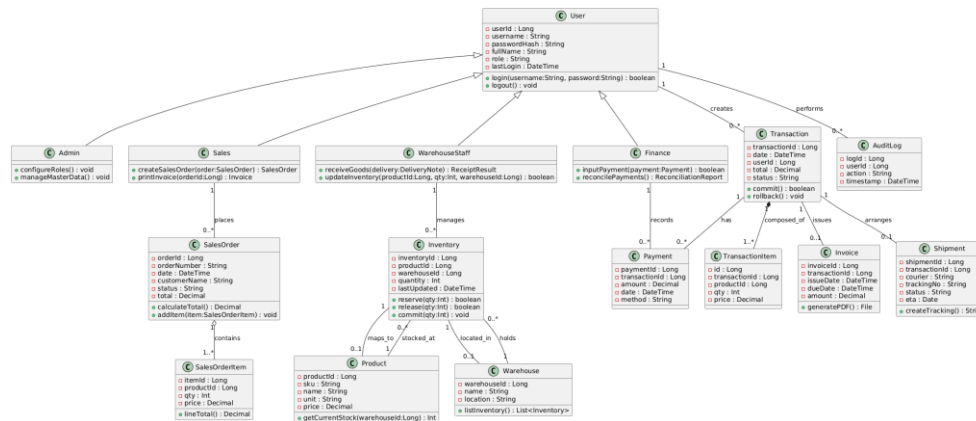 C User
userId : Long
username : String
passwordHash : String
fullName : String
role : String
lastLogin : DateTime
login(username:String, password:String) : boolean
logout() : void
1
1
creates
performs
0..*
0..*
C Admin
configureRoles() : void
manageMasterData() : void
C Sales
createSalesOrder(order:SalesOrder) : SalesOrder
printInvoice(orderId:Long) : Invoice
C WarehouseStaff
receiveGoods(delivery:DeliveryNote) : ReceiptResult
updateInventory(productId:Long, qty:Int, warehouseId:Long) : boolean
C Finance
inputPayment(payment:Payment) : boolean
reconcilePayments() : ReconciliationReport
C Transaction
transactionId : Long
date : DateTime
userId : Long
total : Decimal
status : String
commit() : boolean
rollback() : void
C AuditLog
logId : Long
userId : Long
action : String
timestamp : DateTime
1
places
0..*
1
manages
0..*
1
records
0..*
1
has
0..*
1
composed_of
1..*
1
issues
0..1
1
arranges
0..1
C SalesOrder
orderId : Long
orderNumber : String
date : DateTime
customerName : String
status : String
total : Decimal
calculateTotal() : Decimal
addItem(item:SalesOrderItem) : void
C Inventory
inventoryId : Long
productId : Long
warehouseId : Long
quantity : Int
lastUpdated : DateTime
reserve(qty:Int) : boolean
release(qty:Int) : boolean
commit(qty:Int) : void
C Payment
paymentId : Long
transactionId : Long
amount : Decimal
date : DateTime
method : String
C TransactionItem
id : Long
transactionId : Long
productId : Long
qty : Int
price : Decimal
C Invoice
invoiceId : Long
transactionId : Long
issueDate : DateTime
dueDate : DateTime
amount : Decimal
generatePDF() : File
C Shipment
shipmentId : Long
transactionId : Long
courier : String
trackingNo : String
status : String
eta : Date
createTracking() : Stri
1
contains
1..*
1
maps_to
0..1
0..*
stocked_at
1
1
located_in
0..1
0..*
holds
1
C SalesOrderItem
itemId : Long
productId : Long
qty : Int
price : Decimal
lineTotal() : Decimal
C Product
productId : Long
sku : String
name : String
unit : String
price : Decimal
getCurrentStock(warehouseId:Long) : Int
C Warehouse
warehouseId : Long
name : String
location : String
listInventory() : List<Inventory>